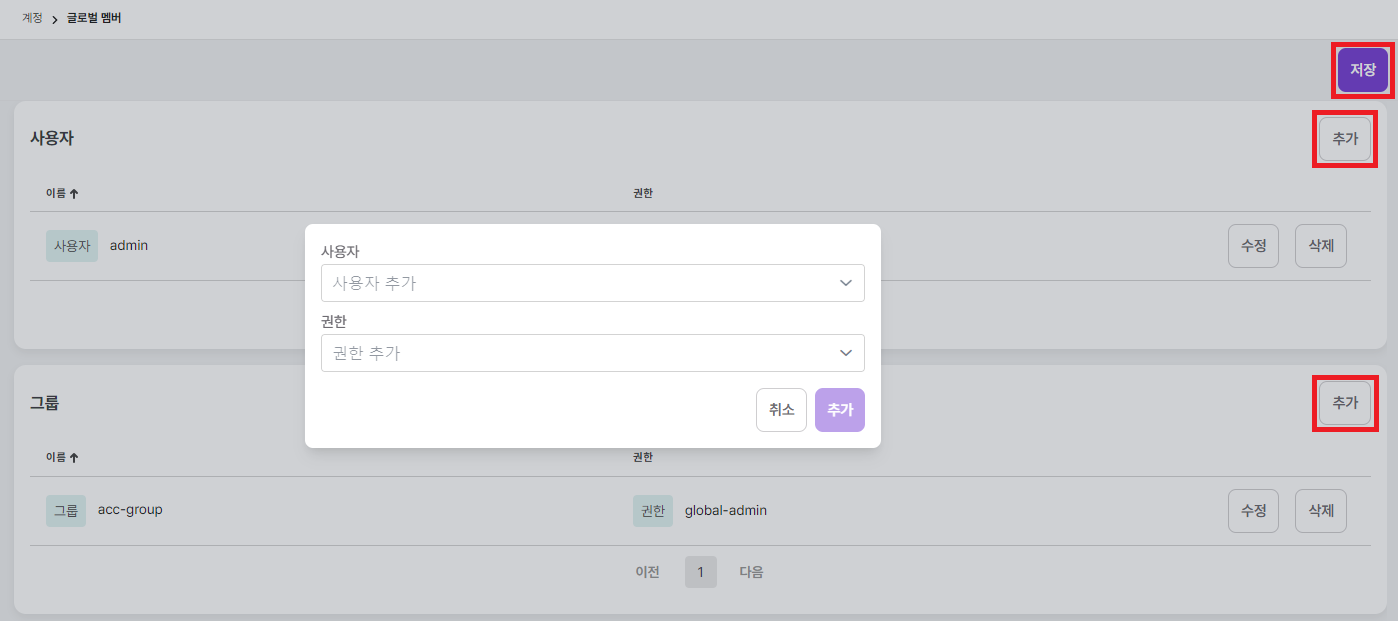 계정 > 글로벌 멤버
저장
사용자
추가
이름 ↑ 권한
사용자 admin 수정 삭제
사용자
사용자 추가
권한
권한 추가
취소 추가
그룹
추가
이름 ↑ 권한
그룹 acc-group 권한 global-admin 수정 삭제
이전 1 다음